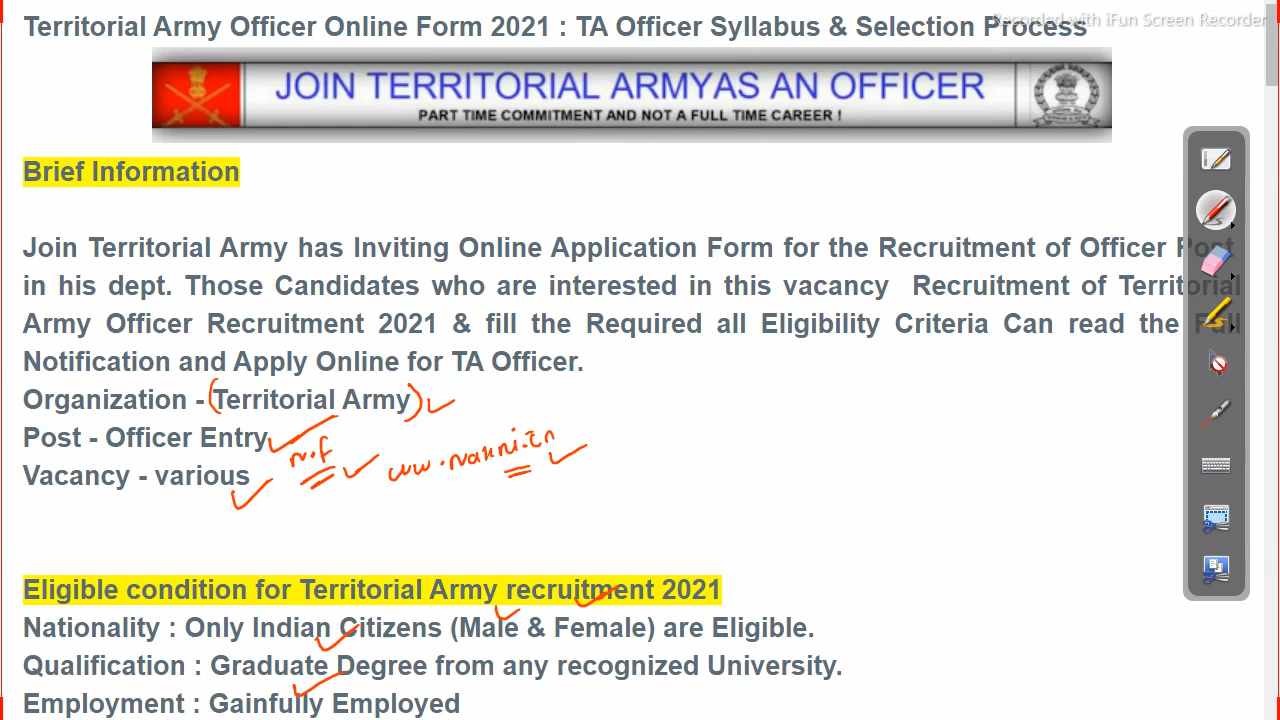 Territorial Army Officer Online Form 2021 : TA Officer Syllabus & Selection Process
Recorded with iFun Screen Recorder
JOIN TERRITORIAL ARMYAS AN OFFICER
PART TIME COMMITMENT AND NOT A FULL TIME CAREER !
Brief Information
Join Territorial Army has Inviting Online Application Form for the Recruitment of Officer Post
in his dept. Those Candidates who are interested in this vacancy Recruitment of Territorial
Army Officer Recruitment 2021 & fill the Required all Eligibility Criteria Can read the Full
Notification and Apply Online for TA Officer.
Organization - (Territorial Army)
Post - Officer Entry
Vacancy - various
Eligible condition for Territorial Army recruitment 2021
Nationality : Only Indian Citizens (Male & Female) are Eligible.
Qualification : Graduate Degree from any recognized University.
Employment : Gainfully Employed